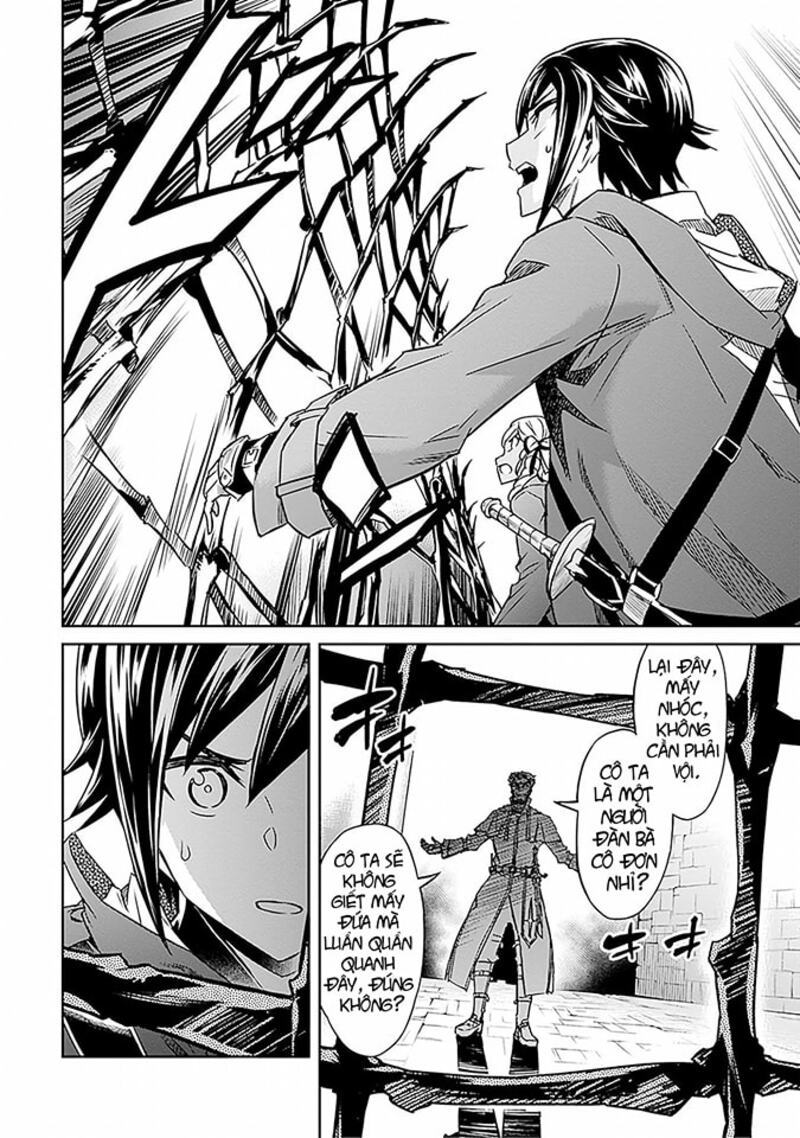 LẠI ĐÂY,
MẤY
NHÓC,
KHÔNG
CẦN PHẢI
VỘI.
CÔ TA
LÀ MỘT
NGƯỜI
ĐÀN BÀ
CÔ ĐƠN
NHỈ?
CÔ TA SẼ
KHÔNG
GIẾT MẤY
ĐỨA MÀ
LUẨN QUẨN
QUANH
ĐÂY, ĐÚNG
KHÔNG?